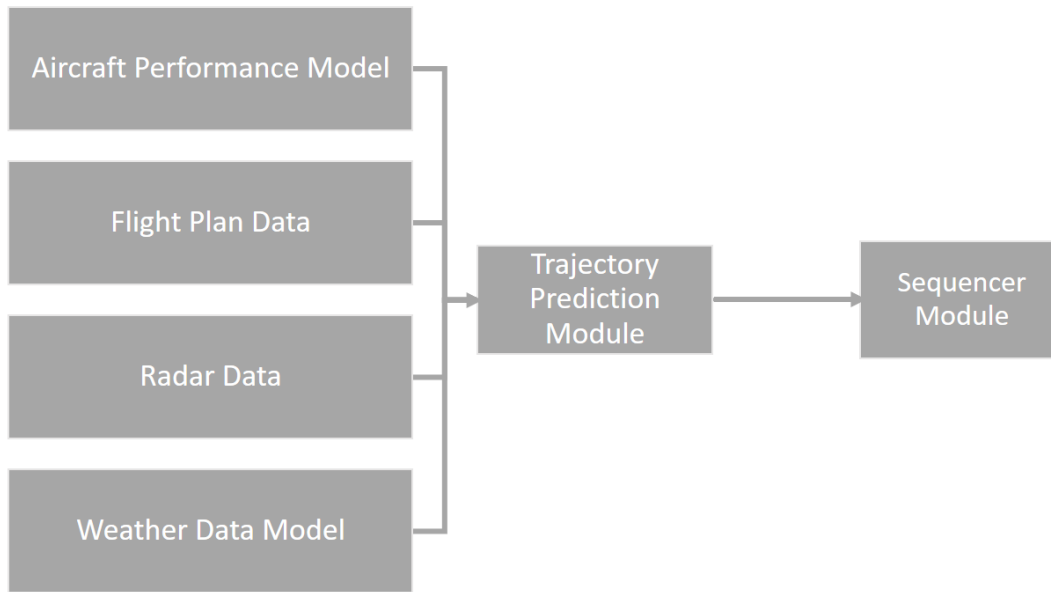 Aircraft Performance Model
Flight Plan Data
Radar Data
Weather Data Model
Trajectory
Prediction
Module
Sequencer
Module